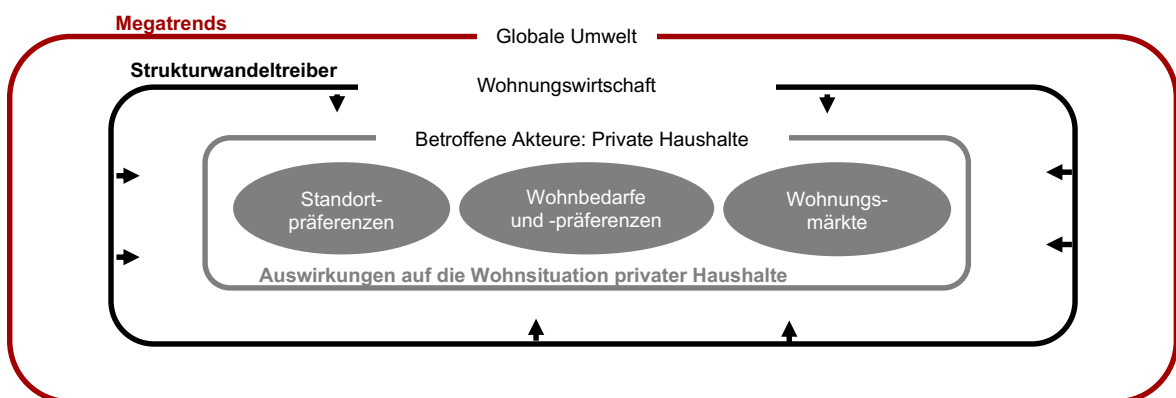 Megatrends
Globale Umwelt
Strukturwandeltreiber
Wohnungswirtschaft
Betroffene Akteure: Private Haushalte
Standort-
präferenzen
Wohnbedarfe
und -präferenzen
Wohnungs-
märkte
Auswirkungen auf die Wohnsituation privater Haushalte